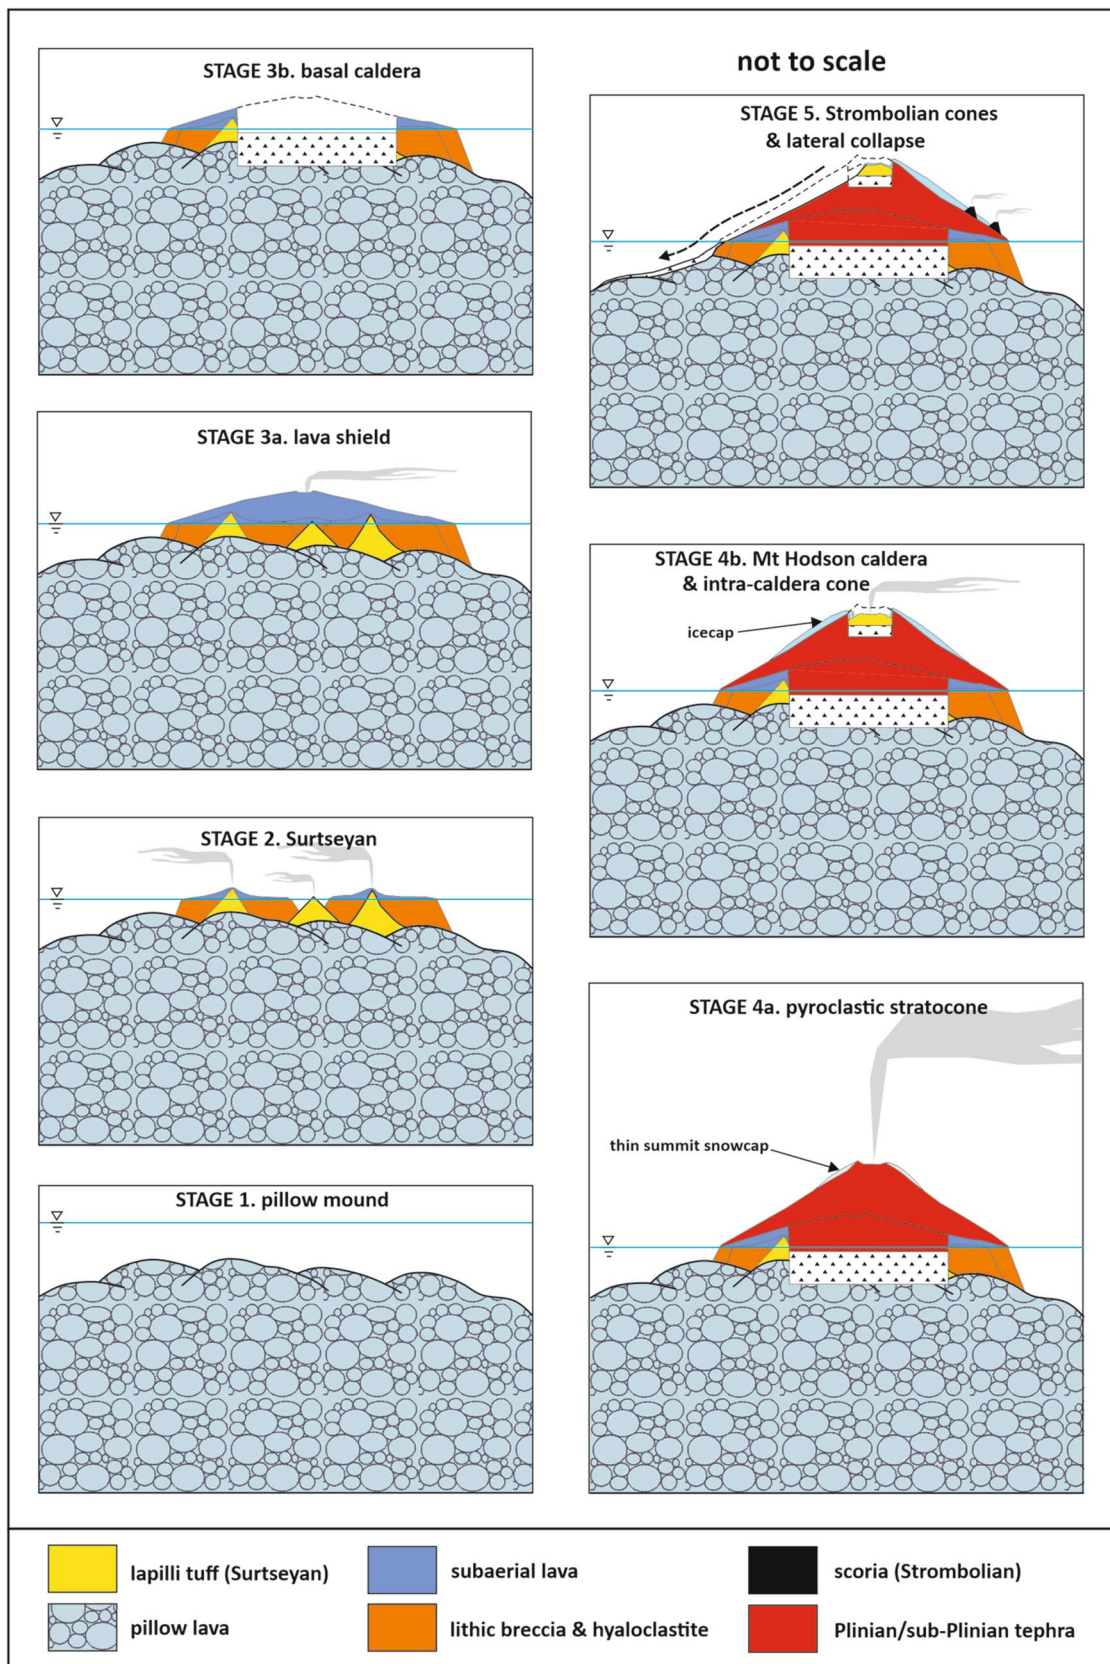 STAGE 3b. basal caldera
not to scale
STAGE 5. Strombolian cones
& lateral collapse
STAGE 3a. lava shield
STAGE 4b. Mt Hodson caldera
& intra-caldera cone
icecap
STAGE 2. Surtseyan
STAGE 4a. pyroclastic stratocone
thin summit snowcap
STAGE 1. pillow mound
lapilli tuff (Surtseyan)
subaerial lava
scoria (Strombolian)
pillow lava
lithic breccia & hyaloclastite
Plinian/sub-Plinian tephra